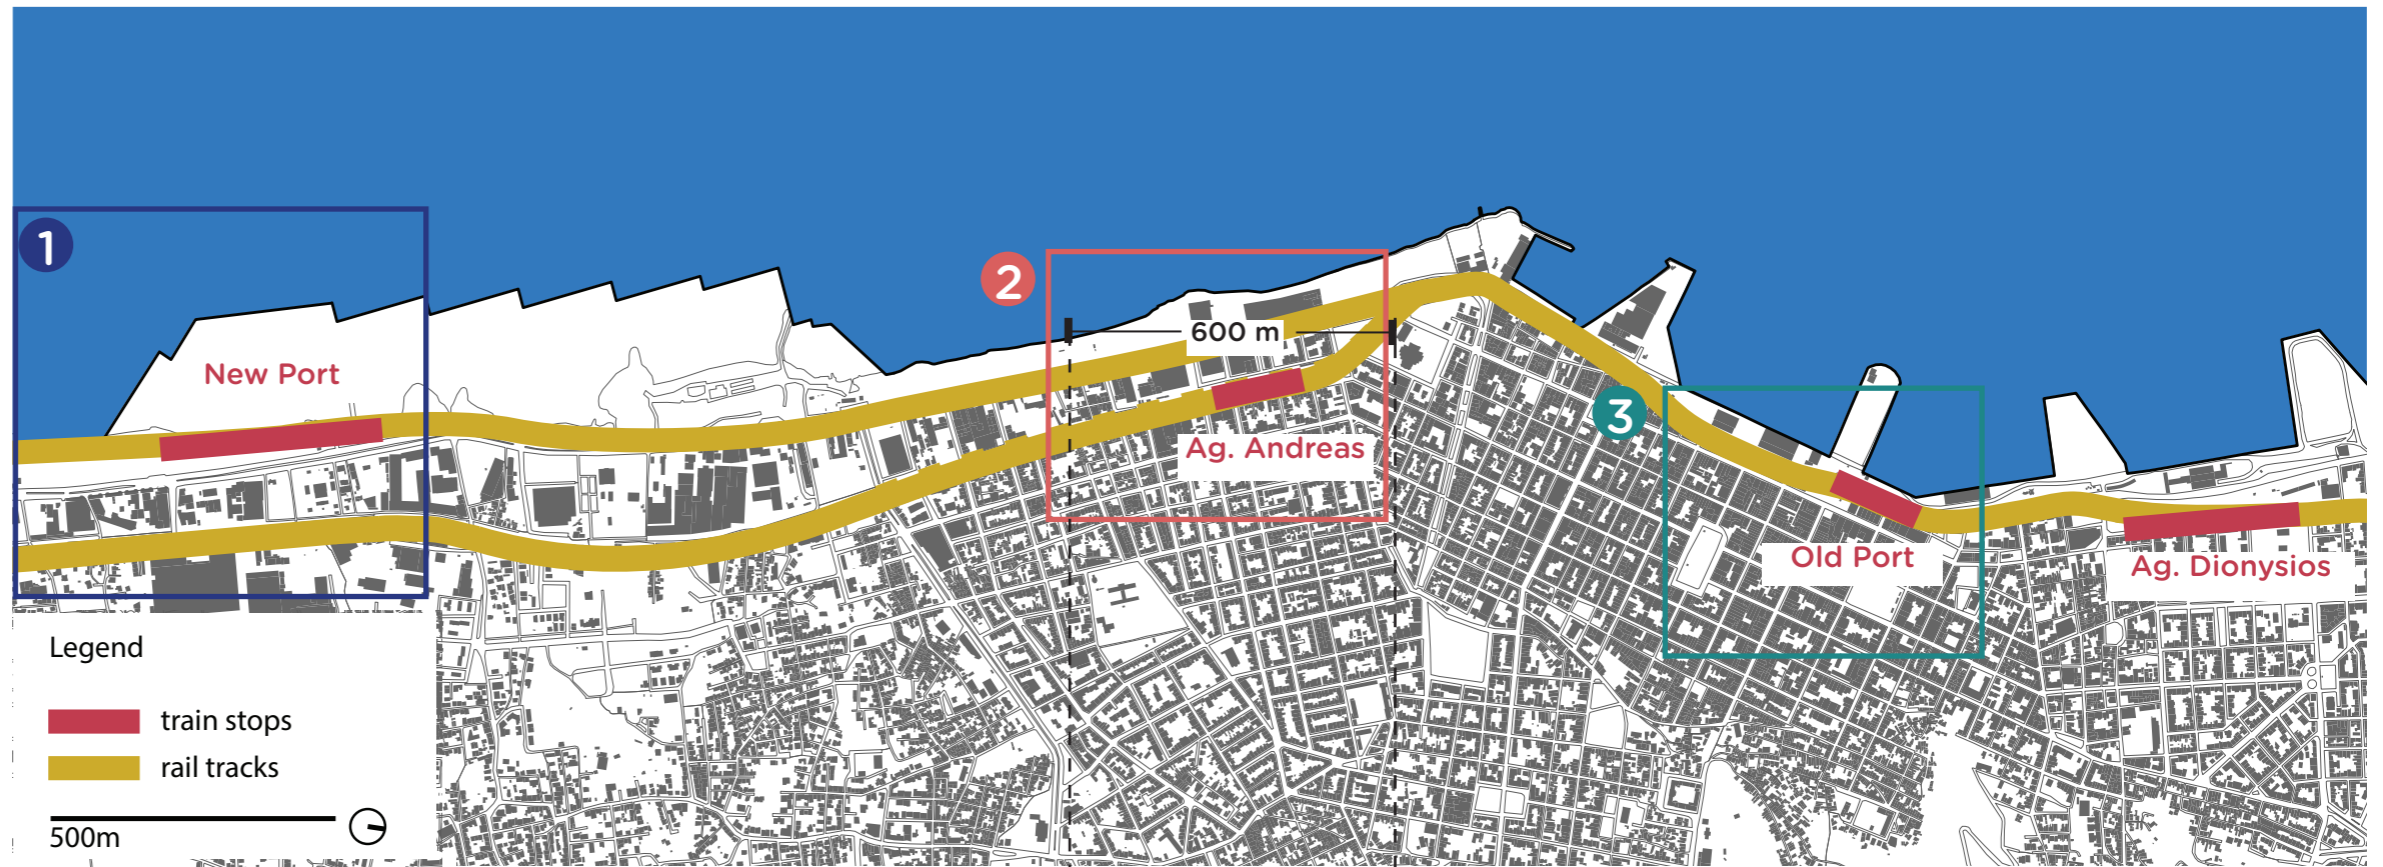 1
New Port
2
600 m
Ag. Andreas
3
Old Port
Ag. Dionysios
Legend
train stops
rail tracks
500m